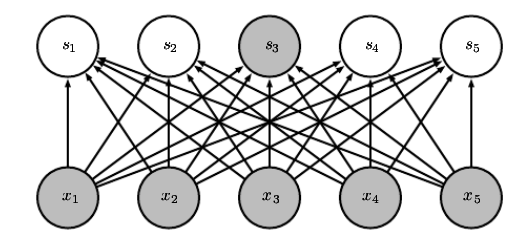 s₁ s₂ s₃ s₄ s₅
x₁ x₂ x₃ x₄ x₅